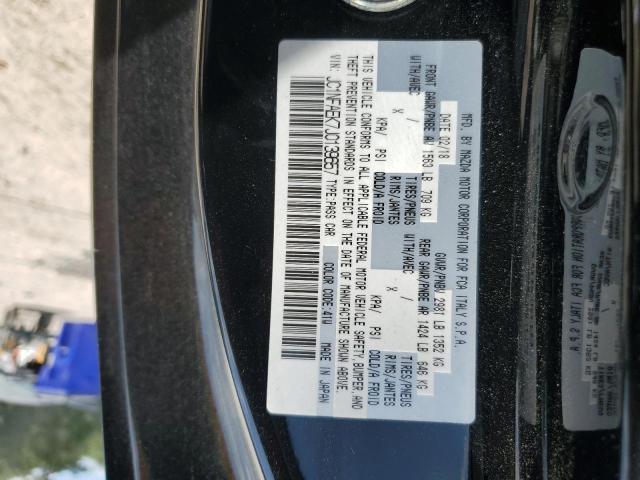 MFD. BY MAZDA MOTOR CORPORATION FOR FCA ITALY S.P.A.
DATE 02/18 GVWR/PNBV 2981 LB 1352 KG
FRONT GAWR/PNBE AV 1563 LB 709 KG REAR GAWR/PNBE AR 1424 LB 646 KG
WITH/AVEC TIRES/PNEUS WITH/AVEC TIRES/PNEUS
X RIMS/JANTES X RIMS/JANTES
KPA/ PSI COLD/A FROID KPA/ PSI COLD/A FROID
THIS VEHICLE CONFORMS TO ALL APPLICABLE FEDERAL MOTOR VEHICLE SAFETY, BUMPER, AND
THEFT PREVENTION STANDARDS IN EFFECT ON THE DATE OF MANUFACTURE SHOWN ABOVE.
VIN: JC1NFAEK7J0139657 TYPE:PASS CAR COLOR CODE:41W MADE IN JAPAN